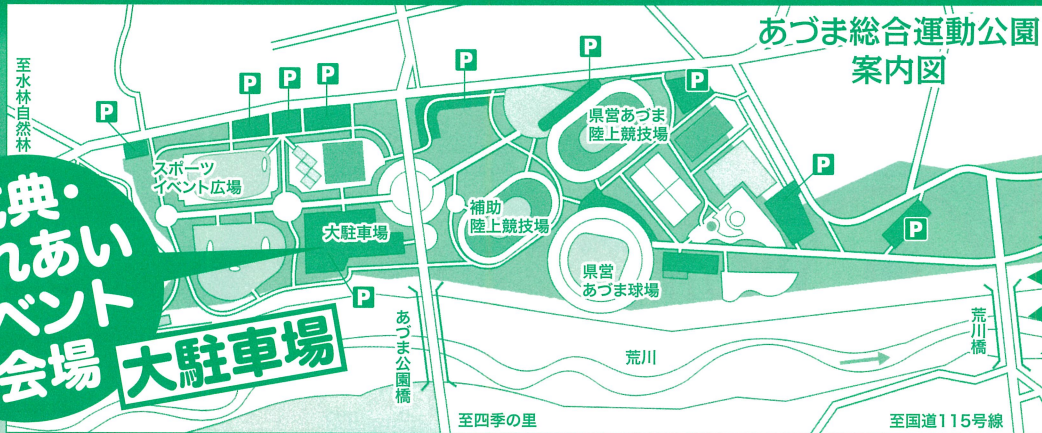 あづま総合運動公園
案内図
至水林自然林
P
P
P
P
P
P
P
P
P
P
県営あづま
陸上競技場
スポーツ
イベント広場
補助
陸上競技場
大駐車場
県営
あづま球場
典・
れあい
ベント
会場
大駐車場
あづま公園橋
荒川
荒川橋
至四季の里
至国道115号線